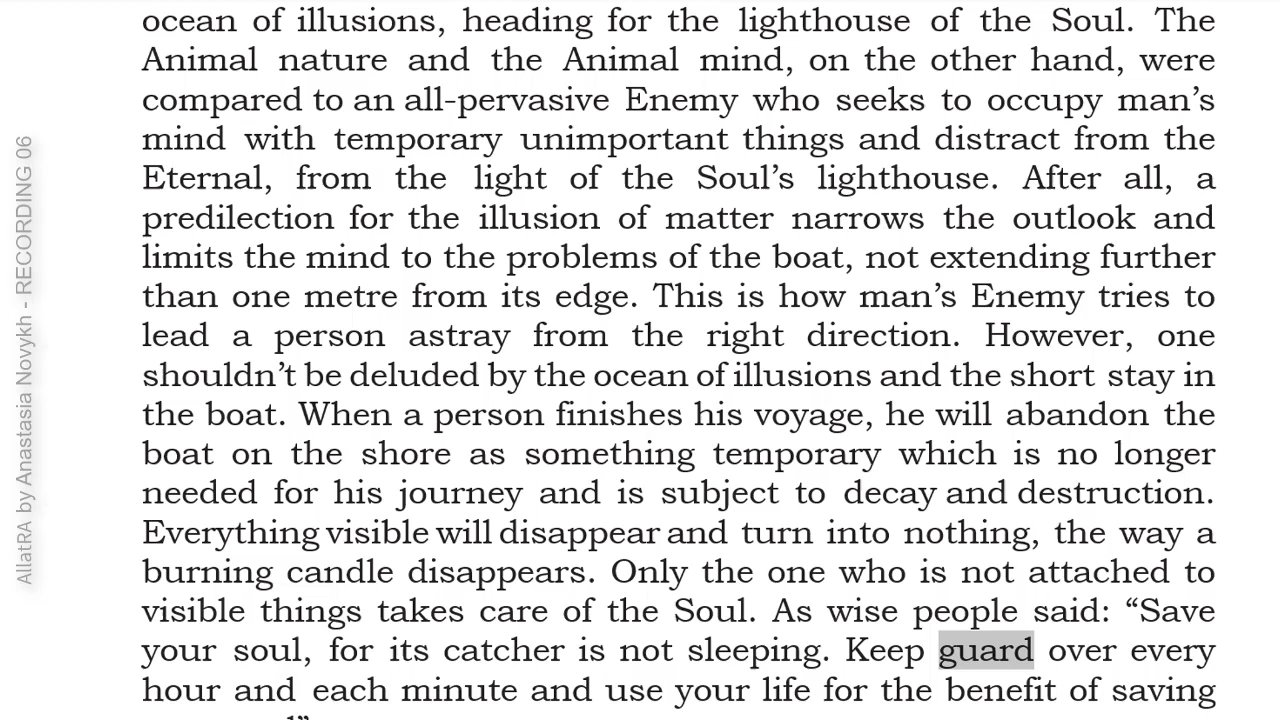 ocean of illusions, heading for the lighthouse of the Soul. The
Animal nature and the Animal mind, on the other hand, were
compared to an all-pervasive Enemy who seeks to occupy man’s
mind with temporary unimportant things and distract from the
Eternal, from the light of the Soul’s lighthouse. After all, a
predilection for the illusion of matter narrows the outlook and
limits the mind to the problems of the boat, not extending further
than one metre from its edge. This is how man’s Enemy tries to
lead a person astray from the right direction. However, one
shouldn’t be deluded by the ocean of illusions and the short stay in
the boat. When a person finishes his voyage, he will abandon the
boat on the shore as something temporary which is no longer
needed for his journey and is subject to decay and destruction.
Everything visible will disappear and turn into nothing, the way a
burning candle disappears. Only the one who is not attached to
visible things takes care of the Soul. As wise people said: “Save
your soul, for its catcher is not sleeping. Keep guard over every
hour and each minute and use your life for the benefit of saving
AllatRA by Anastasia Novykh - RECORDING 06